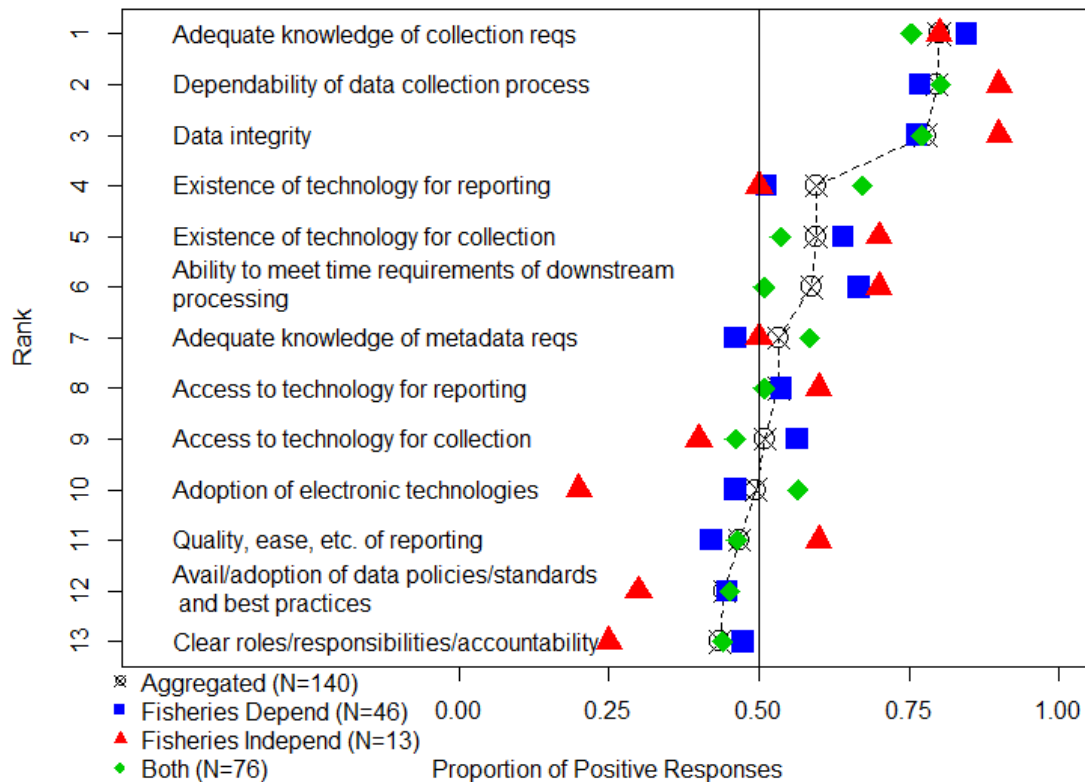 1 Adequate knowledge of collection reqs
2 Dependability of data collection process
3 Data integrity
4 Existence of technology for reporting
5 Existence of technology for collection
6 Ability to meet time requirements of downstream
processing
7 Adequate knowledge of metadata reqs
8 Access to technology for reporting
9 Access to technology for collection
10 Adoption of electronic technologies
11 Quality, ease, etc. of reporting
12 Avail/adoption of data policies/standards
and best practices
13 Clear roles/responsibilities/accountability
Rank
0.00 0.25 0.50 0.75 1.00
Proportion of Positive Responses
Aggregated (N=140)
Fisheries Depend (N=46)
Fisheries Independ (N=13)
Both (N=76)